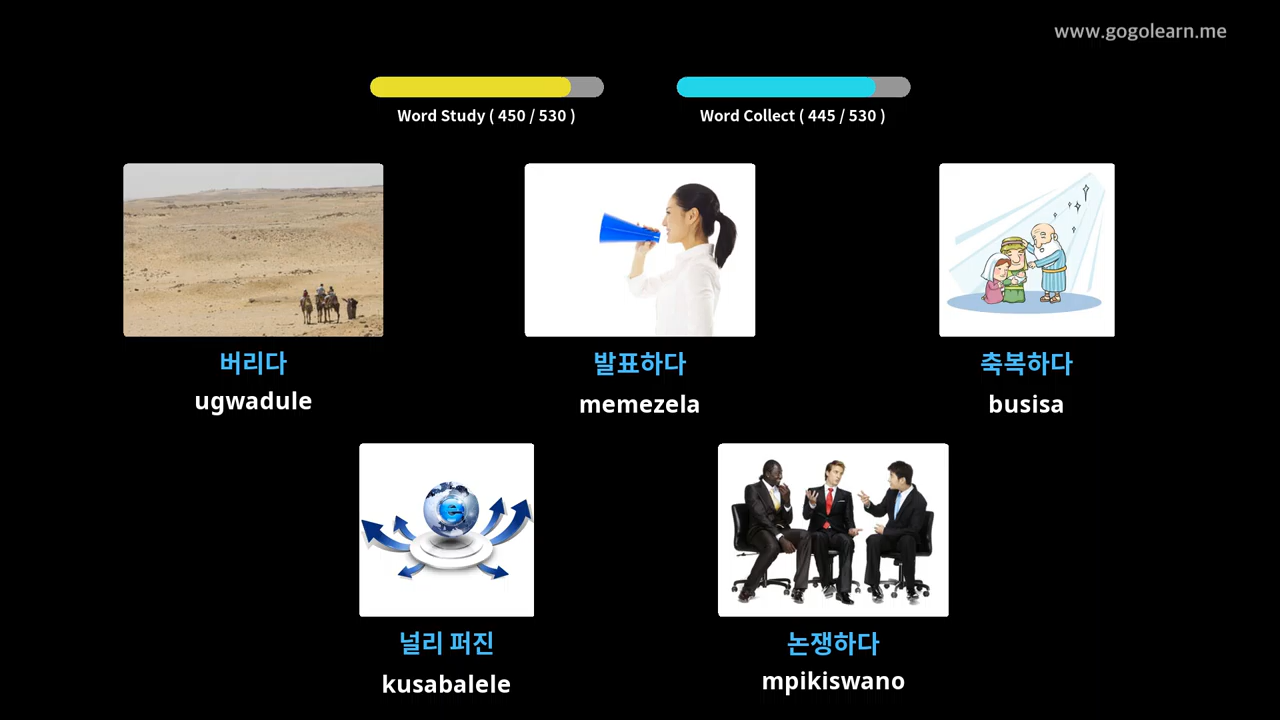 www.gogolearn.me
Word Study ( 450 / 530 )
Word Collect ( 445 / 530 )
버리다
발표하다
축복하다
ugwadule
memezela
busisa
e
널리 퍼진
논쟁하다
kusabalele
mpikiswano